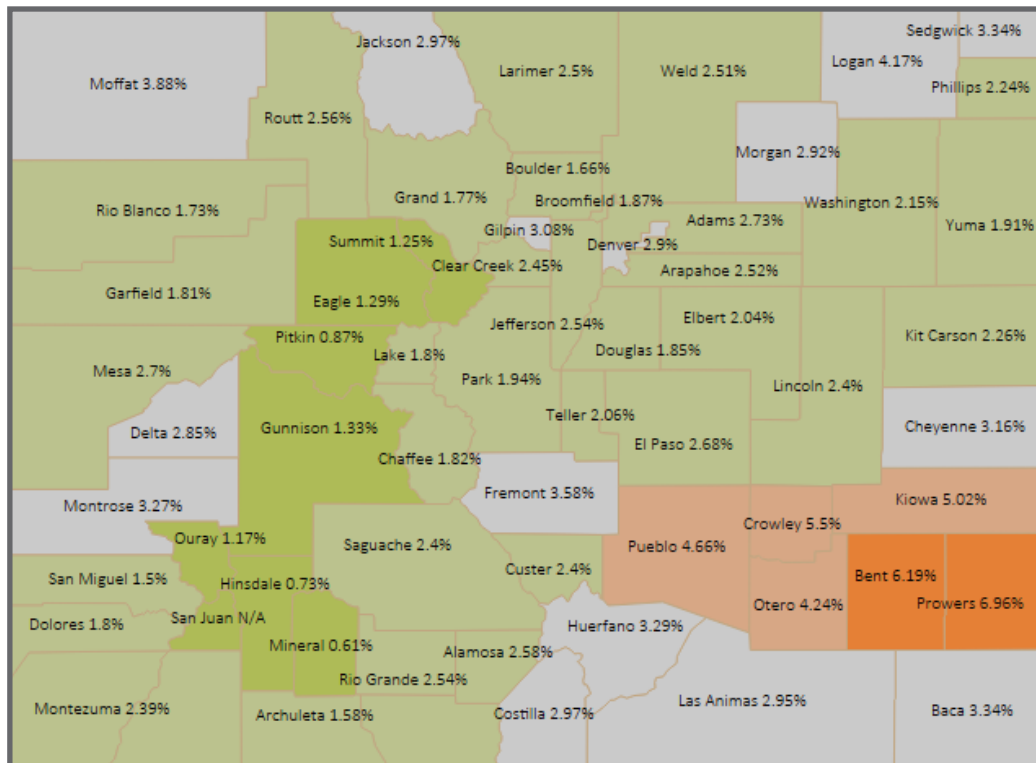 Sedgwick 3.34%
Jackson 2.97%
Logan 4.17%
Larimer 2.5%
Weld 2.51%
Moffat 3.88%
Phillips 2.24%
Routt 2.56%
Morgan 2.92%
Boulder 1.66%
Grand 1.77%
Broomfield 1.87%
Washington 2.15%
Rio Blanco 1.73%
Adams 2.73%
Yuma 1.91%
Gilpin 3.08%
Summit 1.25%
Denver 2.9%
Clear Creek 2.45%
Arapahoe 2.52%
Garfield 1.81%
Eagle 1.29%
Jefferson 2.54%
Elbert 2.04%
Pitkin 0.87%
Kit Carson 2.26%
Lake 1.8%
Douglas 1.85%
Mesa 2.7%
Park 1.94%
Lincoln 2.4%
Teller 2.06%
Delta 2.85%
Gunnison 1.33%
Cheyenne 3.16%
El Paso 2.68%
Chaffee 1.82%
Fremont 3.58%
Kiowa 5.02%
Montrose 3.27%
Crowley 5.5%
Ouray 1.17%
Saguache 2.4%
Pueblo 4.66%
Custer 2.4%
Bent 6.19%
San Miguel 1.5%
Hinsdale 0.73%
Otero 4.24%
Prowers 6.96%
San Juan N/A
Dolores 1.8%
Huerfano 3.29%
Mineral 0.61%
Alamosa 2.58%
Rio Grande 2.54%
Las Animas 2.95%
Montezuma 2.39%
Archuleta 1.58%
Costilla 2.97%
Baca 3.34%